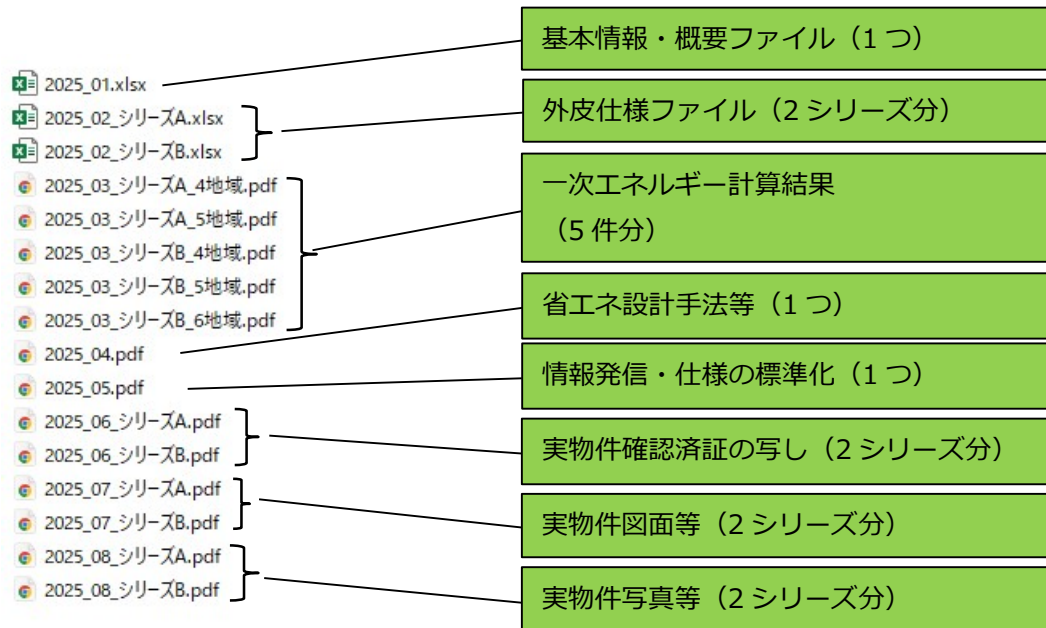 基本情報・概要ファイル（1 つ）
2025_01.xlsx
外皮仕様ファイル（2 シリーズ分）
2025_02_シリーズA.xlsx
2025_02_シリーズB.xlsx
一次エネルギー計算結果
（5 件分）
2025_03_シリーズA_4地域.pdf
2025_03_シリーズA_5地域.pdf
2025_03_シリーズB_4地域.pdf
2025_03_シリーズB_5地域.pdf
2025_03_シリーズB_6地域.pdf
省エネ設計手法等（1 つ）
2025_04.pdf
情報発信・仕様の標準化（1 つ）
2025_05.pdf
実物件確認済証の写し（2 シリーズ分）
2025_06_シリーズA.pdf
2025_06_シリーズB.pdf
実物件図面等（2 シリーズ分）
2025_07_シリーズA.pdf
2025_07_シリーズB.pdf
実物件写真等（2 シリーズ分）
2025_08_シリーズA.pdf
2025_08_シリーズB.pdf